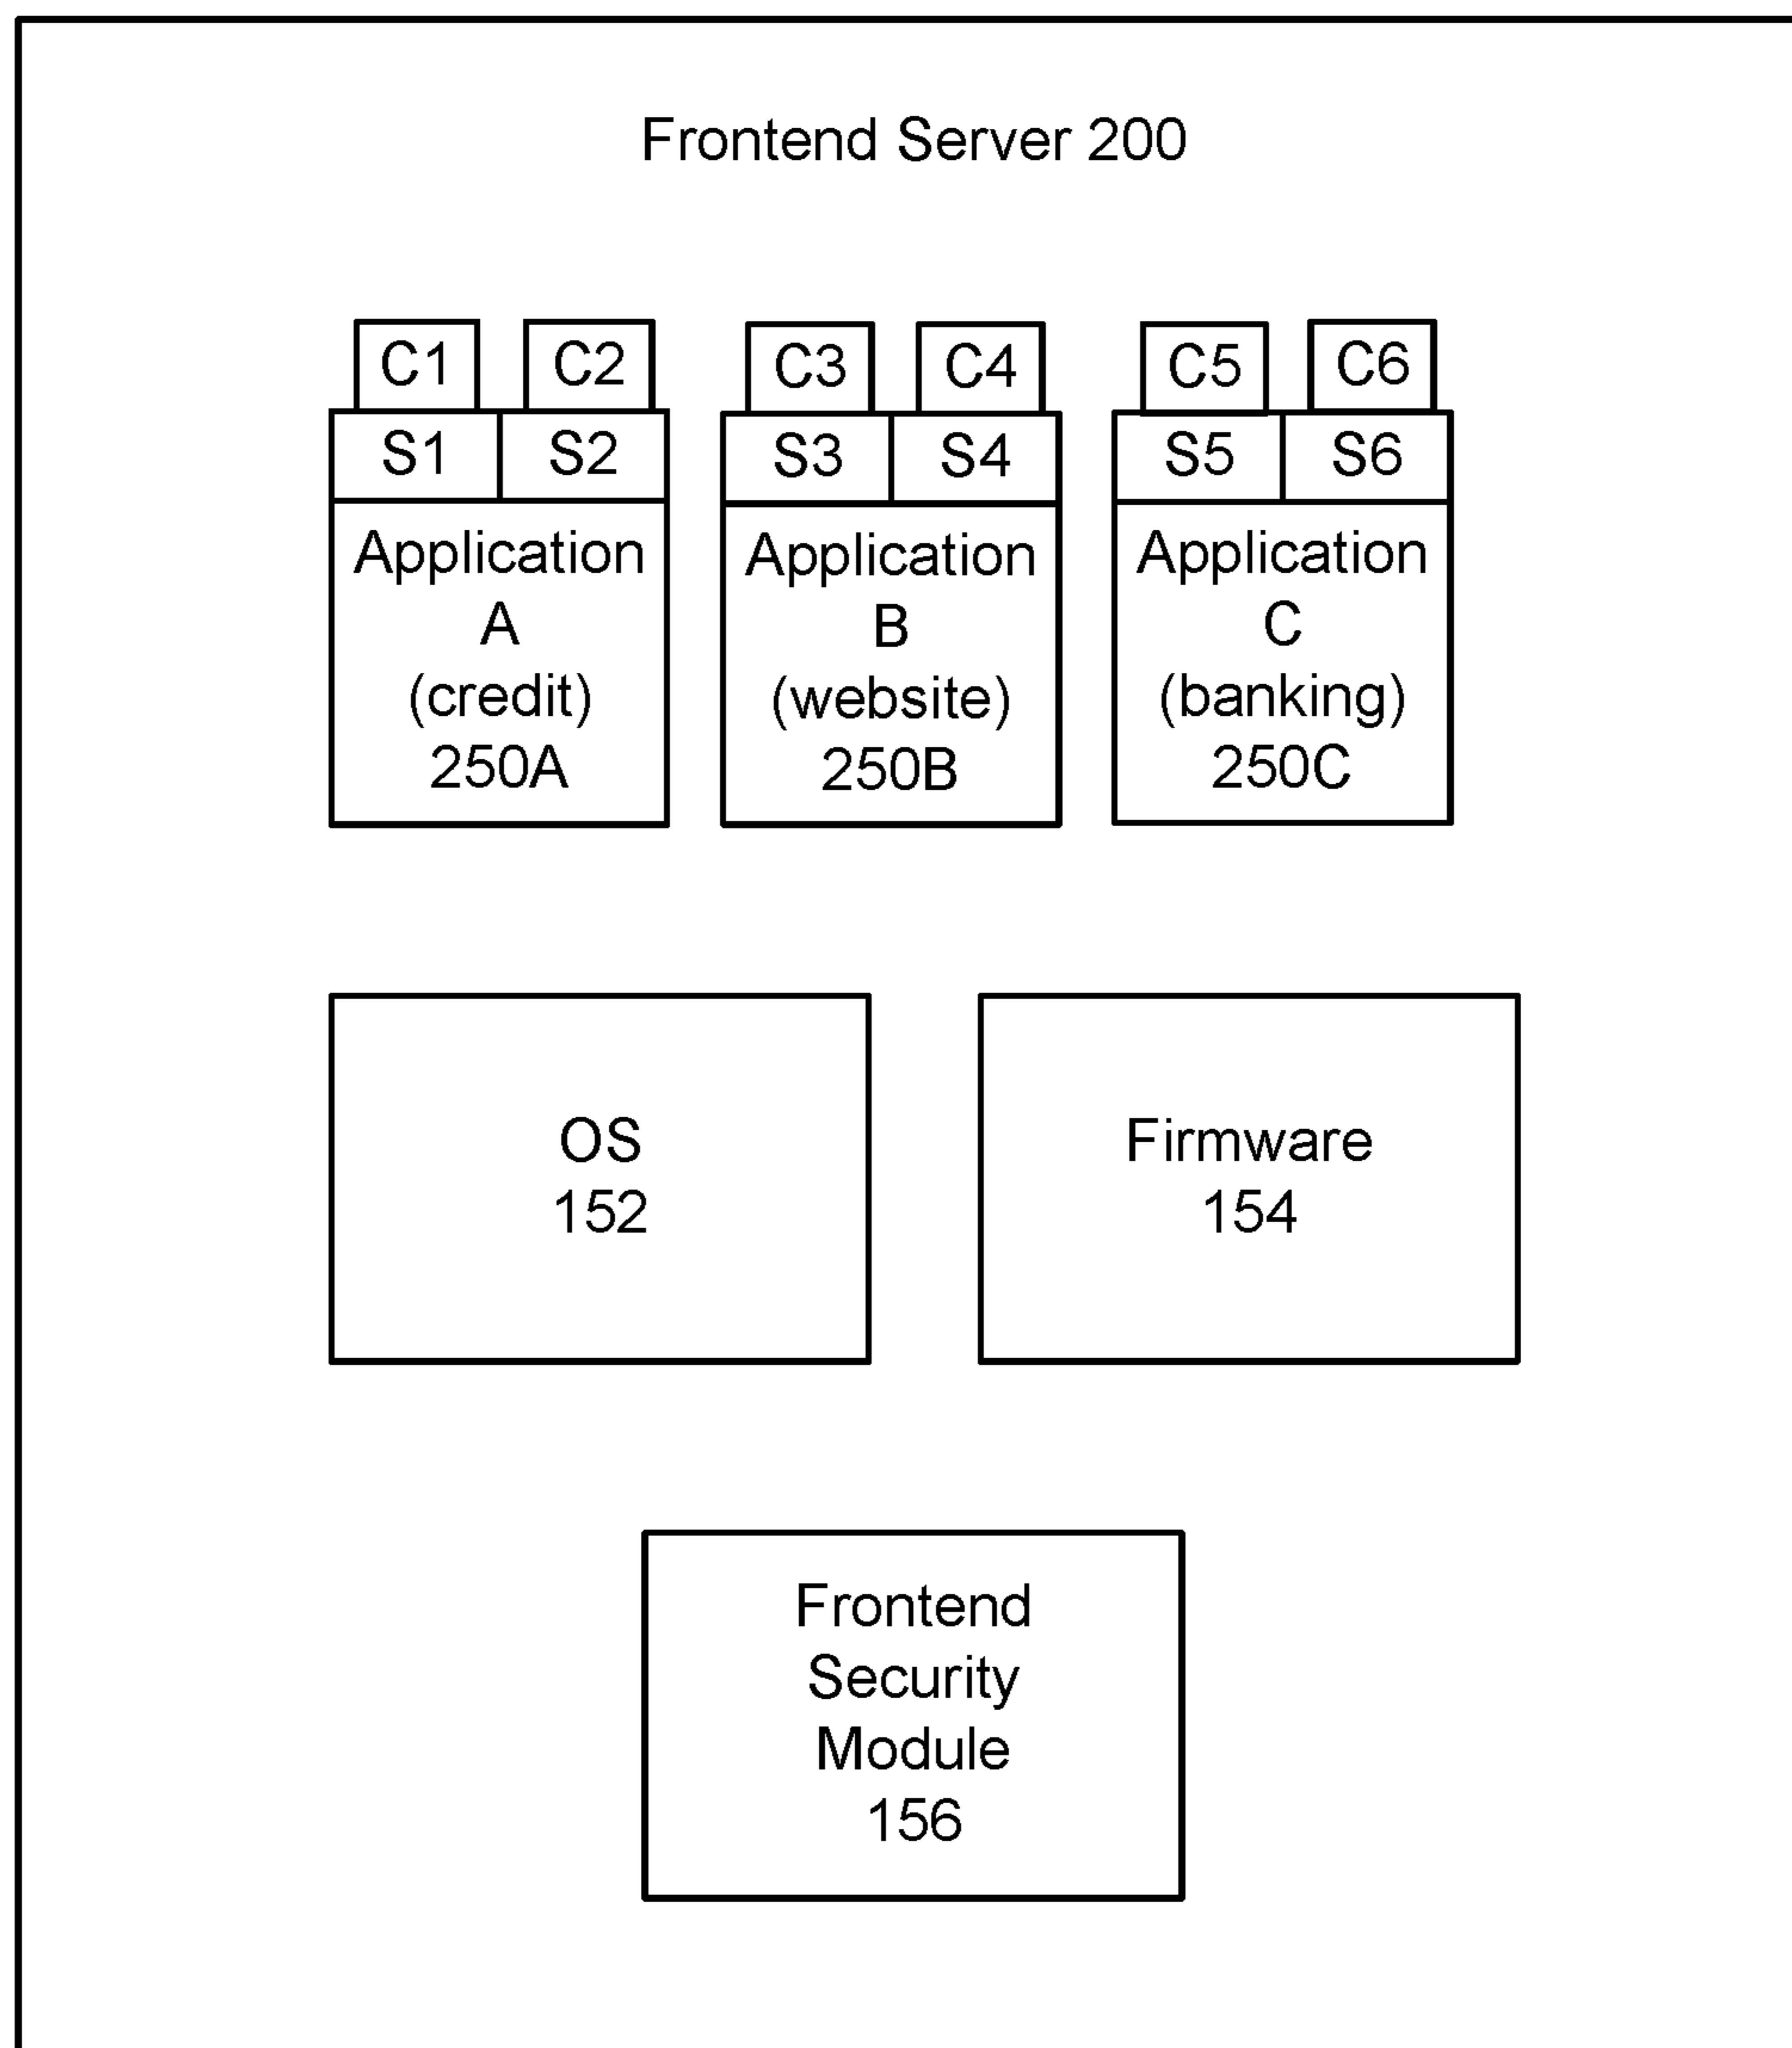 Frontend Server 200
C1
C2
C3
C4
C5
C6
S1
S2
S3
S4
S5
S6
Application
A
(credit)
250A
Application
B
(website)
250B
Application
C
(banking)
250C
OS
152
Firmware
154
Frontend
Security
Module
156